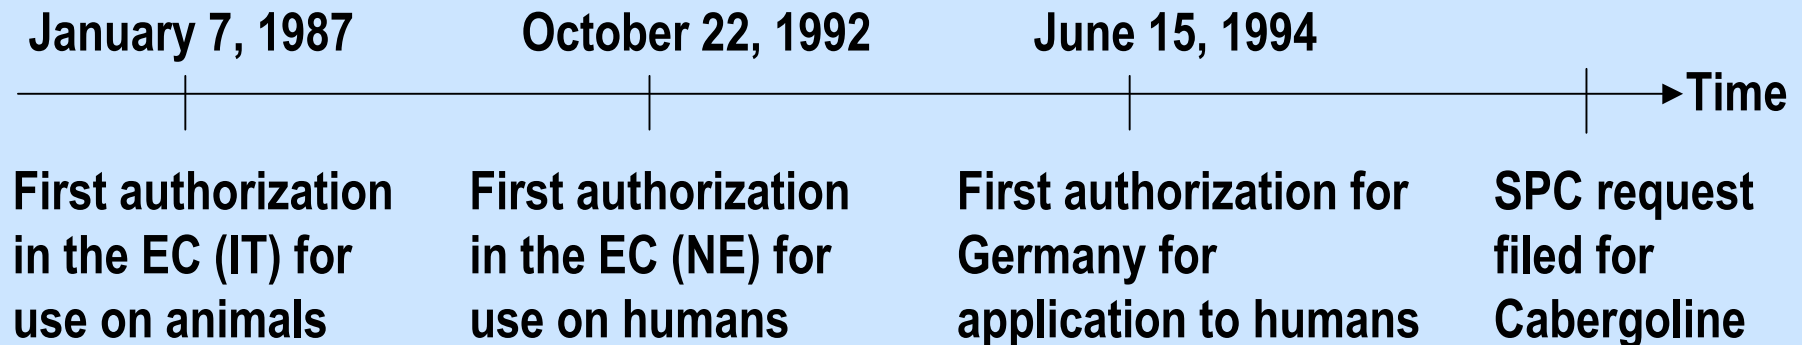 January 7, 1987
October 22, 1992
June 15, 1994
Time
First authorization
in the EC (IT) for
use on animals
First authorization
in the EC (NE) for
use on humans
First authorization for
Germany for
application to humans
SPC request
filed for
Cabergoline